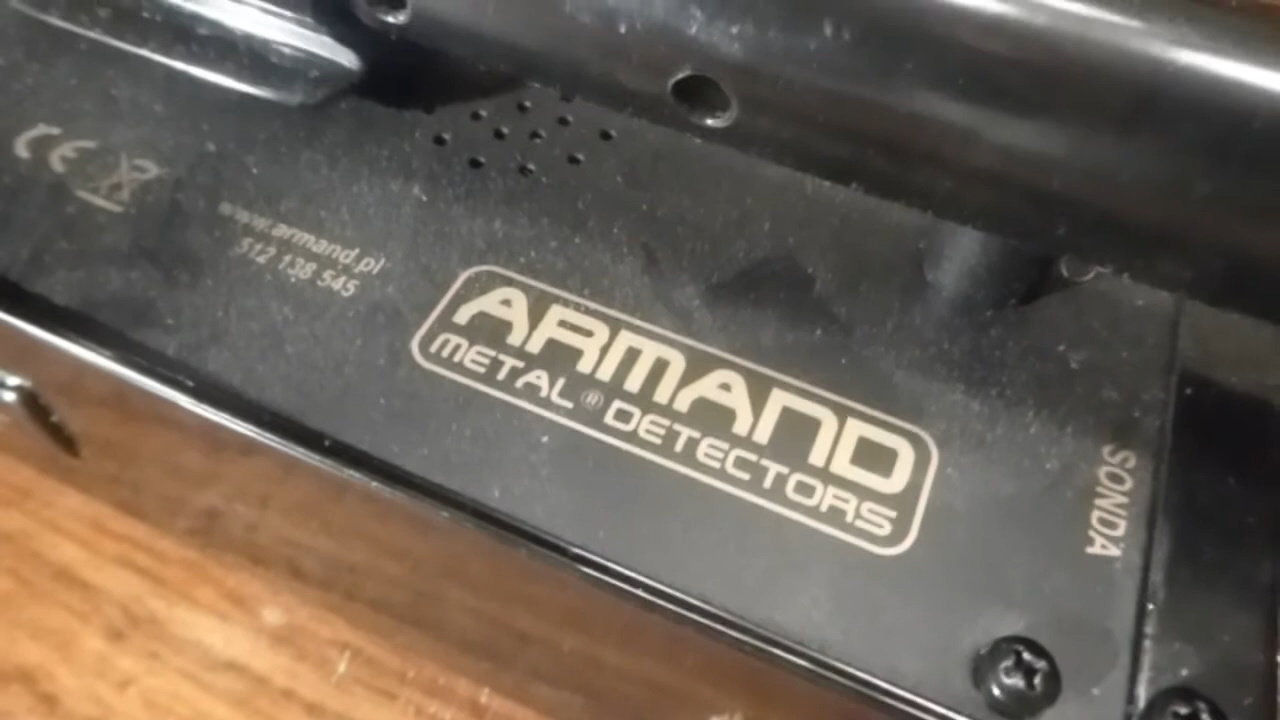 CE
www.armand.pl
512 138 545
ARMAND
METAL® DETECTORS
SONDA